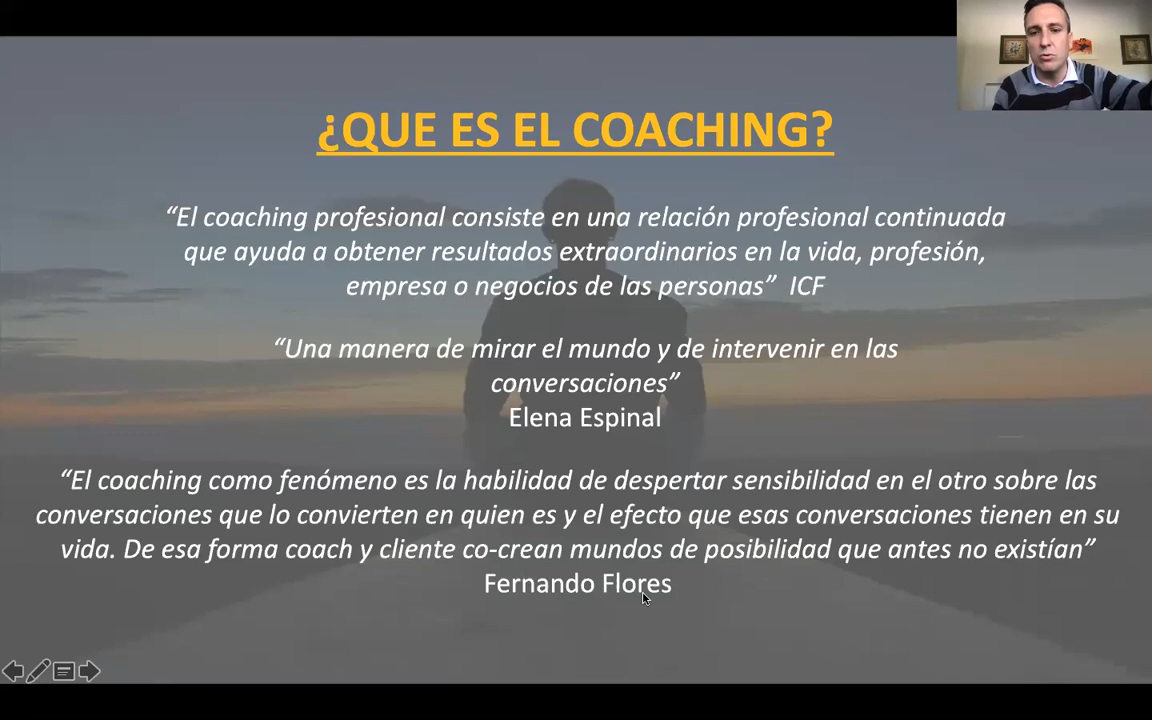 ¿QUE ES EL COACHING?
“El coaching profesional consiste en una relación profesional continuada
que ayuda a obtener resultados extraordinarios en la vida, profesión,
empresa o negocios de las personas” ICF
“Una manera de mirar el mundo y de intervenir en las
conversaciones”
Elena Espinal
“El coaching como fenómeno es la habilidad de despertar sensibilidad en el otro sobre las
conversaciones que lo convierten en quien es y el efecto que esas conversaciones tienen en su
vida. De esa forma coach y cliente co-crean mundos de posibilidad que antes no existían”
Fernando Flores